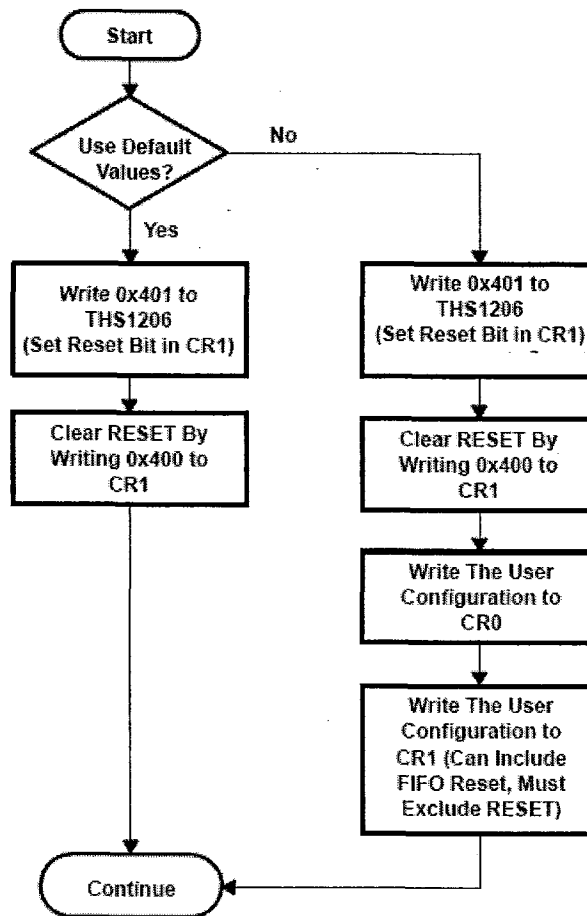 Start
Use Default
Values?
No
Yes
Write 0x401 to
THS1206
(Set Reset Bit in CR1)
Clear RESET By
Writing 0x400 to
CR1
Write 0x401 to
THS1206
(Set Reset Bit in CR1)
Clear RESET By
Writing 0x400 to
CR1
Write The User
Configuration to
CR0
Write The User
Configuration to
CR1 (Can Include
FIFO Reset, Must
Exclude RESET)
Continue